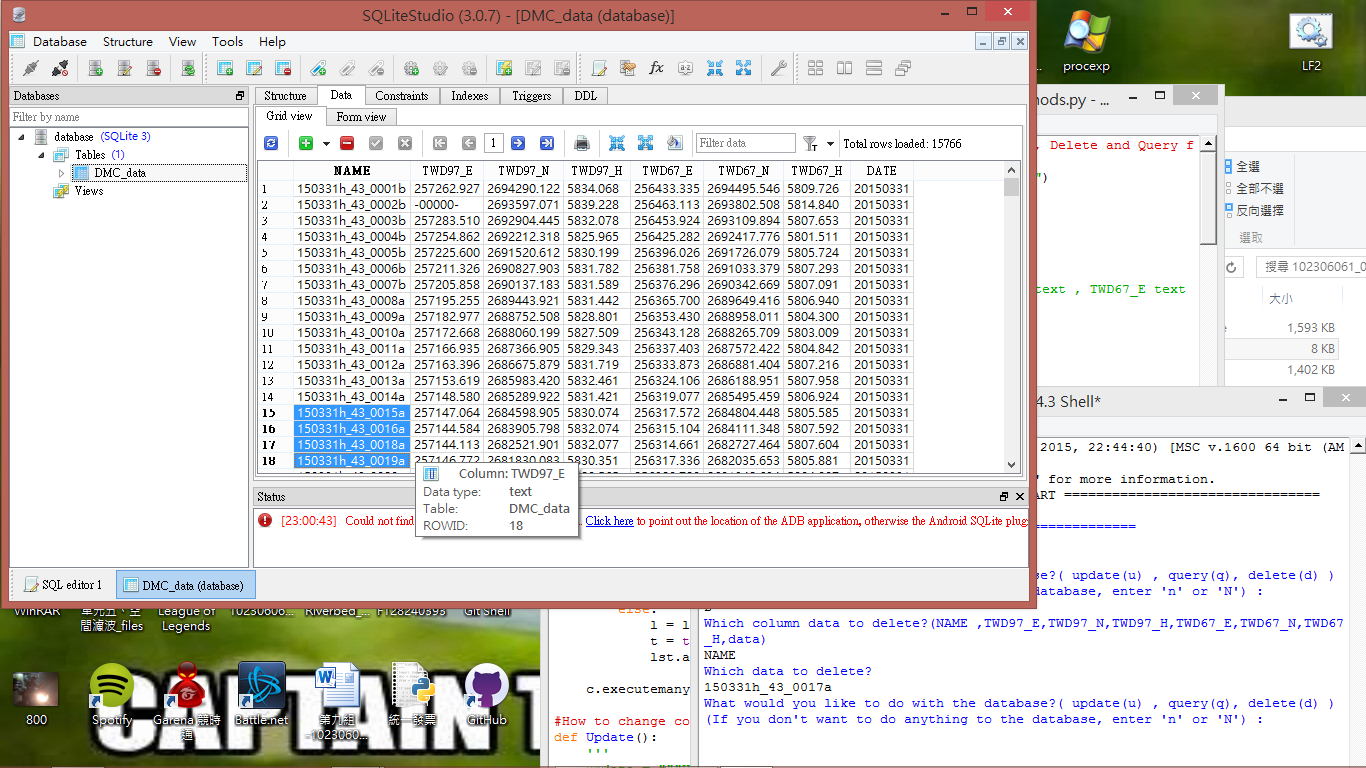 SQLiteStudio (3.0.7) - [DMC_data (database)]
Database Structure View Tools Help
Databases
Filter by name
database (SQLite 3)
Tables (1)
DMC_data
Views
Structure Data Constraints Indexes Triggers DDL
Grid view Form view
1 Filter data Total rows loaded: 15766
NAME TWD97_E TWD97_N TWD97_H TWD67_E TWD67_N TWD67_H DATE
1 150331h_43_0001b 257262.927 2694290.122 5834.068 256433.335 2694495.546 5809.726 20150331
2 150331h_43_0002b -00000- 2693597.071 5839.228 256463.113 2693802.508 5814.840 20150331
3 150331h_43_0003b 257283.510 2692904.445 5832.078 256453.924 2693109.894 5807.653 20150331
4 150331h_43_0004b 257254.862 2692212.318 5825.965 256425.282 2692417.776 5801.511 20150331
5 150331h_43_0005b 257225.600 2691520.612 5830.199 256396.026 2691726.079 5805.724 20150331
6 150331h_43_0006b 257211.326 2690827.903 5831.782 256381.758 2691033.379 5807.293 20150331
7 150331h_43_0007b 257205.858 2690137.183 5831.589 256376.296 2690342.669 5807.091 20150331
8 150331h_43_0008a 257195.255 2689443.921 5831.442 256365.700 2689649.416 5806.940 20150331
9 150331h_43_0009a 257182.977 2688752.508 5828.801 256353.430 2688958.011 5804.300 20150331
10 150331h_43_0010a 257172.668 2688060.199 5827.509 256343.128 2688265.709 5803.009 20150331
11 150331h_43_0011a 257166.935 2687366.905 5829.343 256337.403 2687572.422 5804.842 20150331
12 150331h_43_0012a 257163.396 2686675.879 5831.719 256333.873 2686881.404 5807.216 20150331
13 150331h_43_0013a 257153.619 2685983.420 5832.461 256324.106 2686188.951 5807.958 20150331
14 150331h_43_0014a 257148.580 2685289.922 5831.421 256319.077 2685495.459 5806.924 20150331
15 150331h_43_0015a 257147.064 2684598.905 5830.074 256317.572 2684804.448 5805.585 20150331
16 150331h_43_0016a 257144.584 2683905.798 5832.074 256315.104 2684111.348 5807.592 20150331
17 150331h_43_0018a 257144.113 2682521.901 5832.077 256314.661 2682727.464 5807.604 20150331
18 150331h_43_0019a 257146.772 2681830.083 5830.351 256317.336 2682035.653 5805.881 20150331
Column: TWD97_E
Data type: text
Table: DMC_data
ROWID: 18
Status
[23:00:43] Could not find Click here to point out the location of the ADB application, otherwise the Android SQLite plug
SQL editor 1 DMC_data (database)
procexp
LF2
nods.py - ...
, Delete and Query f
")
text , TWD67_E text
全選
全部不選
反向選擇
選取
搜尋 102306061_0
大小
1,593 KB
8 KB
1,402 KB
4.3 Shell*
2015, 22:44:40) [MSC v.1600 64 bit (AM
" for more information.
ART ================================
=============
se?( update(u) , query(q), delete(d) )
database, enter 'n' or 'N') :
Which column data to delete?(NAME ,TWD97_E,TWD97_N,TWD97_H,TWD67_E,TWD67_N,TWD67
_H,data)
NAME
Which data to delete?
150331h_43_0017a
What would you like to do with the database?( update(u) , query(q), delete(d) )
(If you don't want to do anything to the database, enter 'n' or 'N') :
else:
l = l
t = t
lst.a
c.executemany
#How to change co
def Update():
'''
WinRAR
單元五、空
間濾波_files
League of
Legends
10230606...
Riverbed_...
F128240393
Git Shell
800
Spotify
Garena 競時
通
Battle.net
第九組
-1023060...
統一發票
GitHub
CAPTAIN T